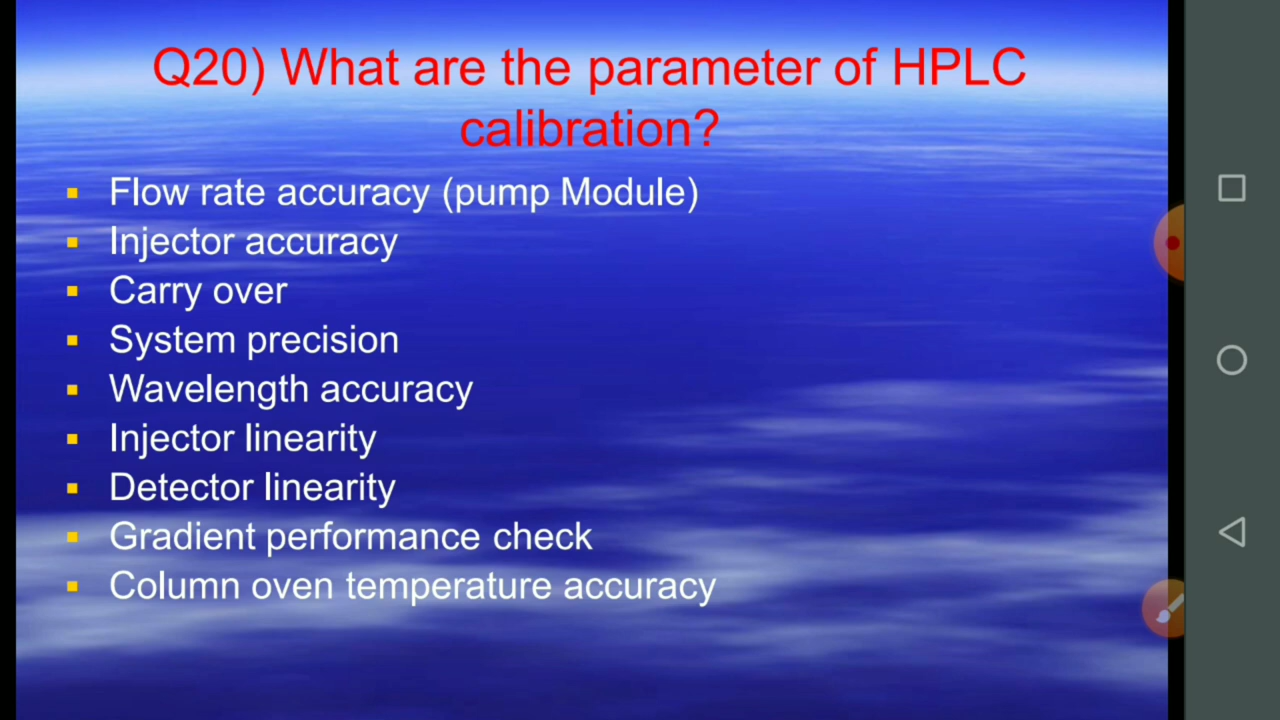 Q20) What are the parameter of HPLC
calibration?
Flow rate accuracy (pump Module)
Injector accuracy
Carry over
System precision
Wavelength accuracy
Injector linearity
Detector linearity
Gradient performance check
Column oven temperature accuracy